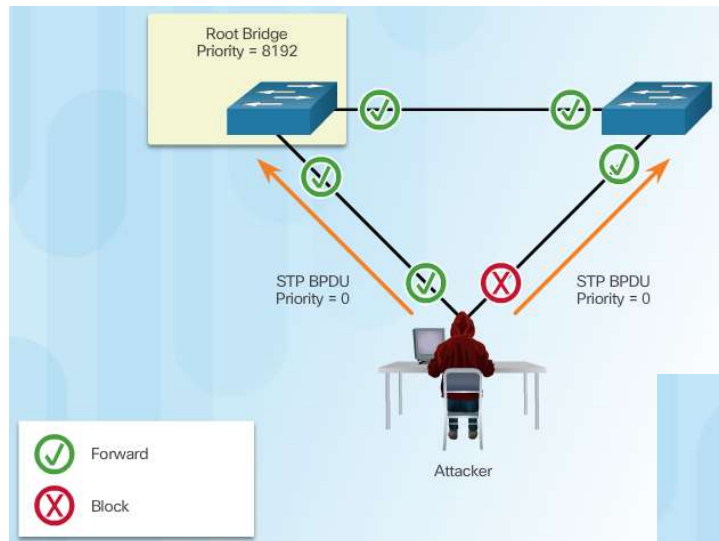 Root Bridge
Priority = 8192
STP BPDU
Priority = 0
STP BPDU
Priority = 0
Attacker
Forward
Block